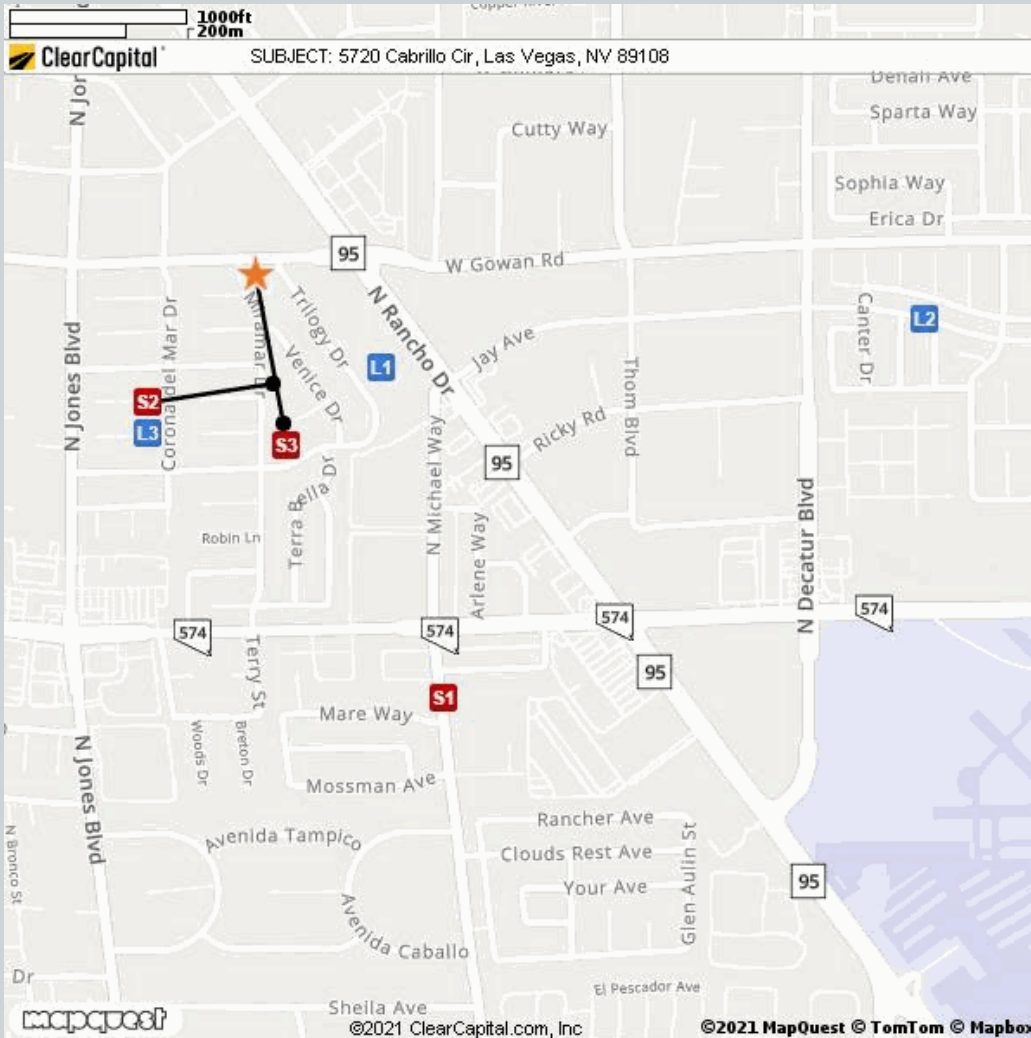 1000ft
200m
ClearCapital
SUBJECT: 5720 Cabrillo Cir, Las Vegas, NV 89108
N Jon
Denali Ave
Sparta Way
Cutty Way
Sophia Way
Erica Dr
95
W Gowan Rd
Trilogy Dr
Miramar Dr
Corona del Mar Dr
N Rancho Dr
Canter Dr
L2
N Jones Blvd
Venice Dr
L1
Jay Ave
Thom Blvd
S2
L3
S3
Ricky Rd
N Michael Way
95
Terra Bella Dr
N Decatur Blvd
Robin Ln
Arlene Way
574
574
574
574
95
Terry St
S1
Mare Way
Woods Dr
Breton Dr
Mossman Ave
N Jones Blvd
Rancher Ave
Avenida Tampico
Clouds Rest Ave
Glen Aulin St
N Bronco St
Your Ave
95
Avenida Caballo
Dr
El Pescador Ave
Sheila Ave
mapquest
©2021 ClearCapital.com, Inc
©2021 MapQuest © TomTom © Mapbox